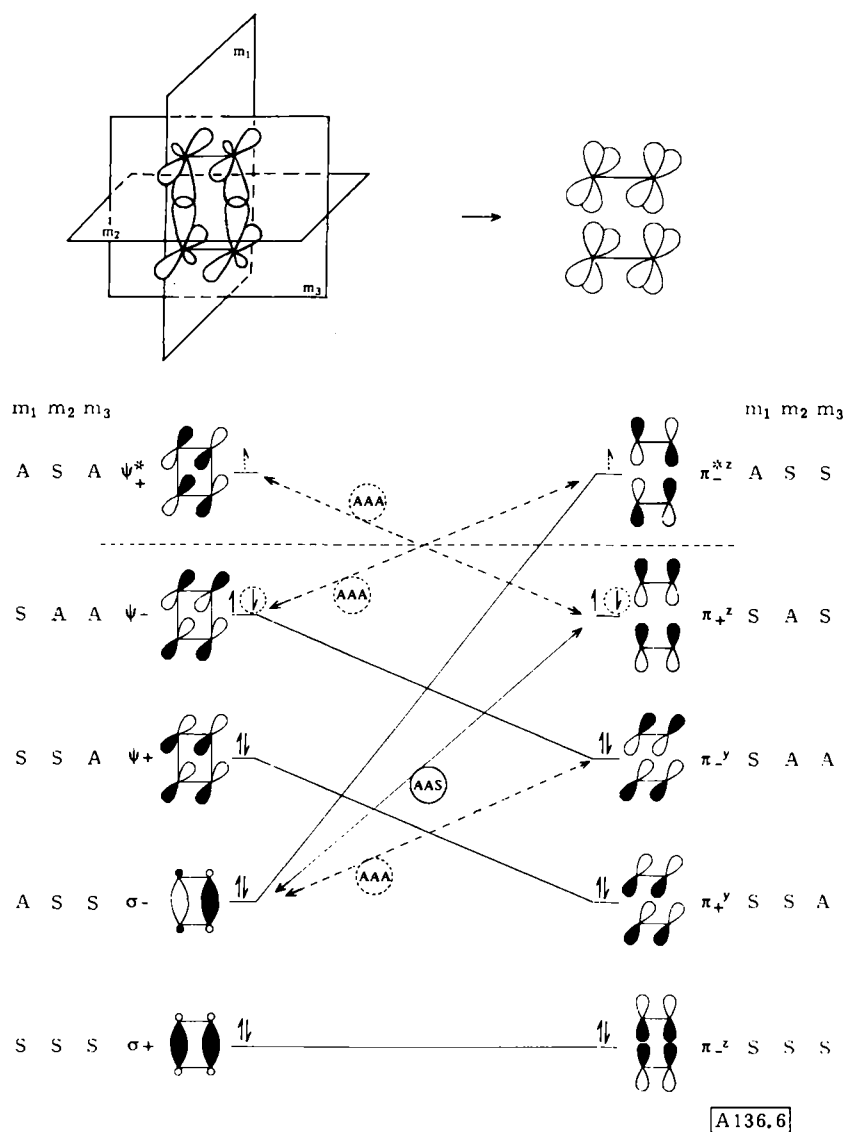 m₁
m₂
m₃
m₁ m₂ m₃
m₁ m₂ m₃
A S A ψ₊* AAA π₋*ᶻ A S S
S A A ψ₋ AAA π₊ᶻ S A S
S S A ψ₊ AAS π₋ʸ S A A
A S S σ₋ AAA π₊ʸ S S A
S S S σ₊ π₋ᶻ S S S
A136.6